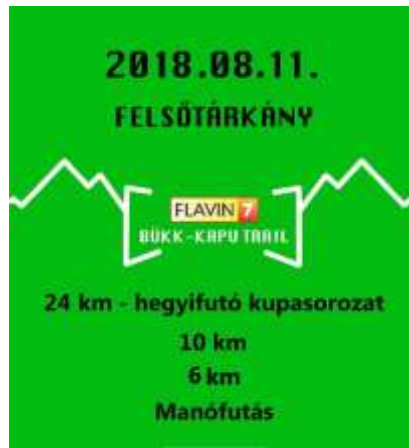 2018.08.11.
FELSŐTÁRKÁNY
FLAVIN 7
BÜKK-KAPU TRAIL
24 km - hegyifutó kupasorozat
10 km
6 km
Manófutás